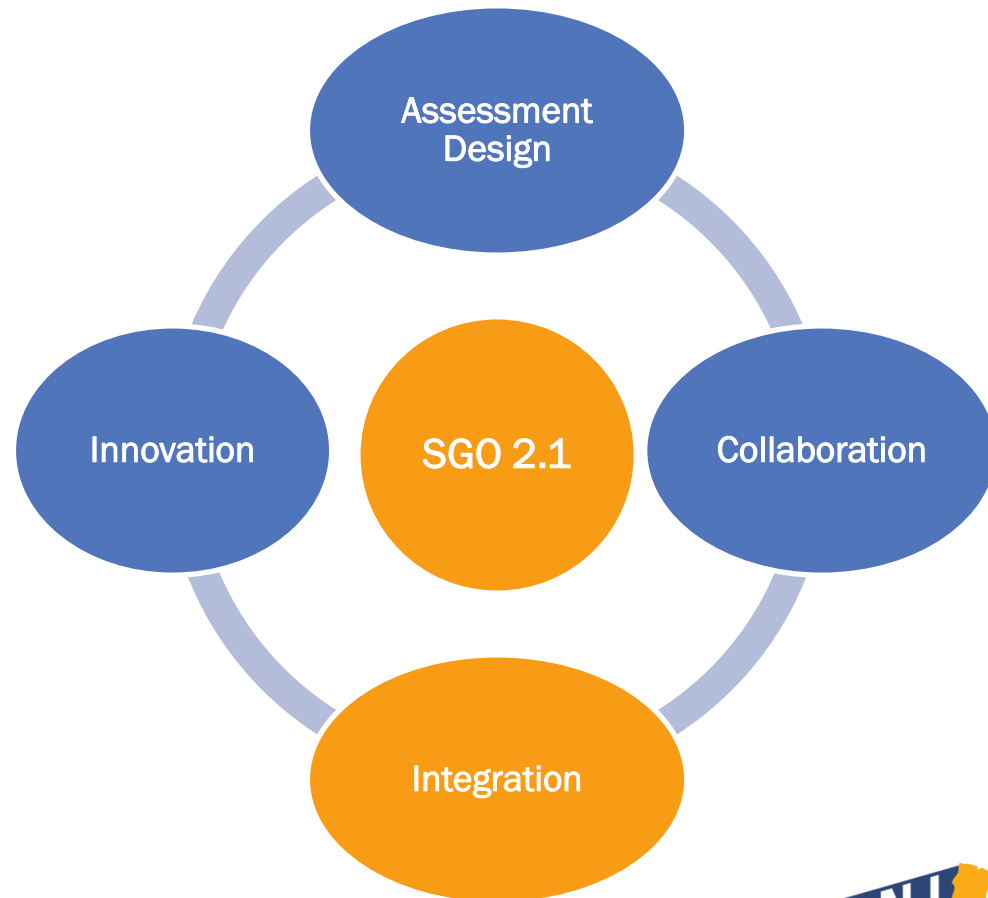 Assessment
Design
Innovation
SGO 2.1
Collaboration
Integration